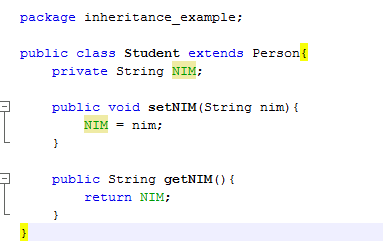 package inheritance_example;
public class Student extends Person{
private String NIM;
public void setNIM(String nim){
NIM = nim;
}
public String getNIM(){
return NIM;
}
}